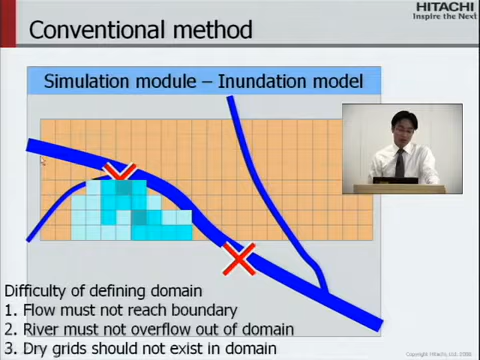 HITACHI
Inspire the Next
Conventional method
Simulation module – Inundation model
Difficulty of defining domain
1. Flow must not reach boundary
2. River must not overflow out of domain
3. Dry grids should not exist in domain